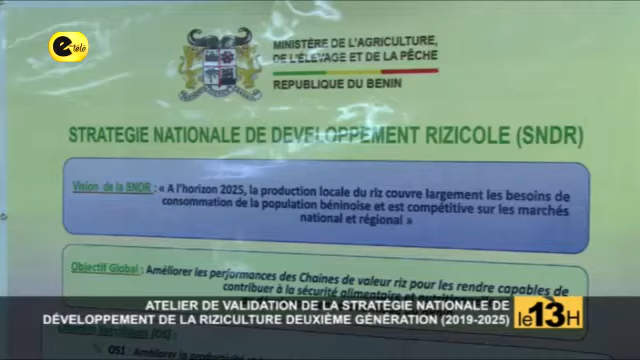 e télé
MINISTÈRE DE L'AGRICULTURE,
DE L'ÉLEVAGE ET DE LA PÊCHE
REPUBLIQUE DU BENIN
STRATEGIE NATIONALE DE DEVELOPPEMENT RIZICOLE (SNDR)
Vision de la SNDR : « A l'horizon 2025, la production locale du riz couvre largement les besoins de
consommation de la population béninoise et est compétitive sur les marchés
national et régional »
Objectif Global : Améliorer les performances des Chaines de valeur riz pour les rendre capables de
contribuer à la sécurité alimentaire et
ATELIER DE VALIDATION DE LA STRATÉGIE NATIONALE DE
DÉVELOPPEMENT DE LA RIZICULTURE DEUXIÈME GÉNÉRATION (2019-2025)
le 13H
OS1 : Améliorer la